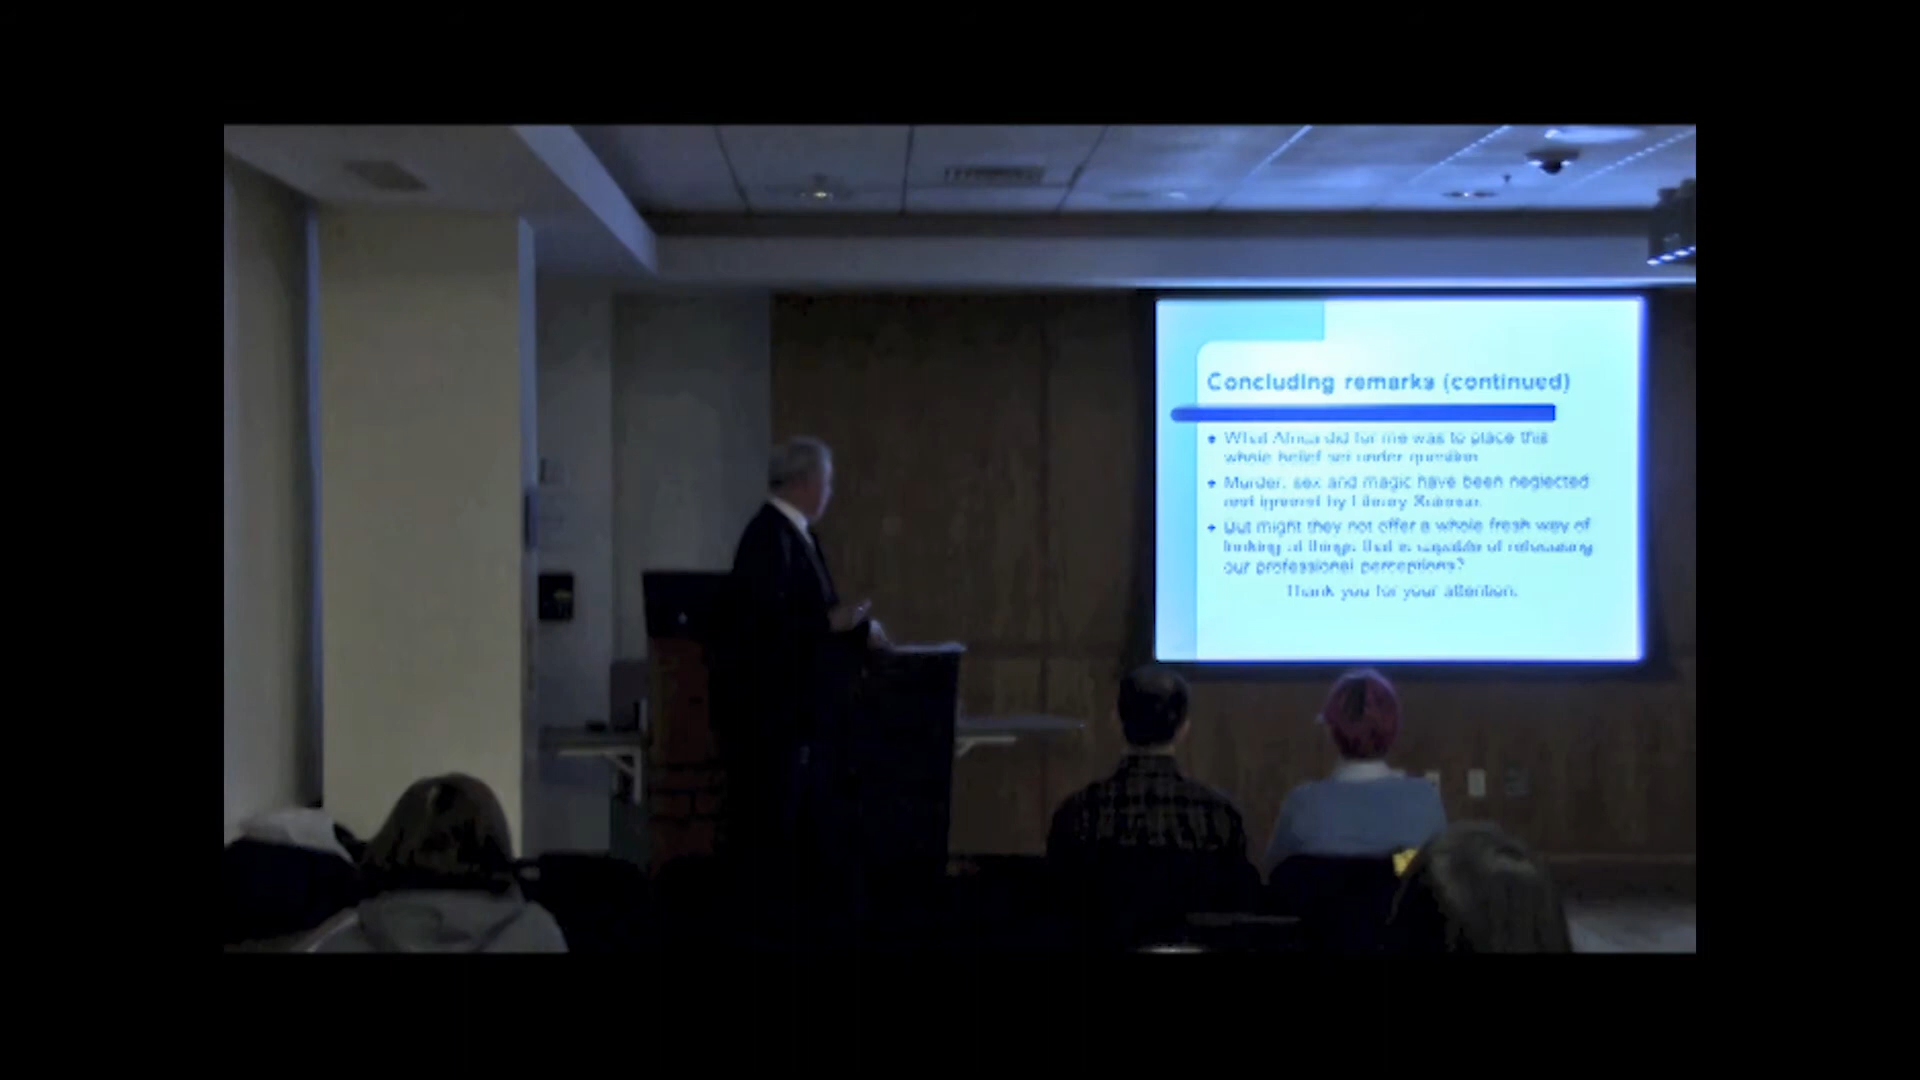 Concluding remarks (continued)
What Africa did for me was to place this
whole belief set under question.
Murder, sex and magic have been neglected
and ignored by Library Science.
But might they not offer a whole fresh way of
looking at things that is capable of refocusing
our professional perceptions?
Thank you for your attention.